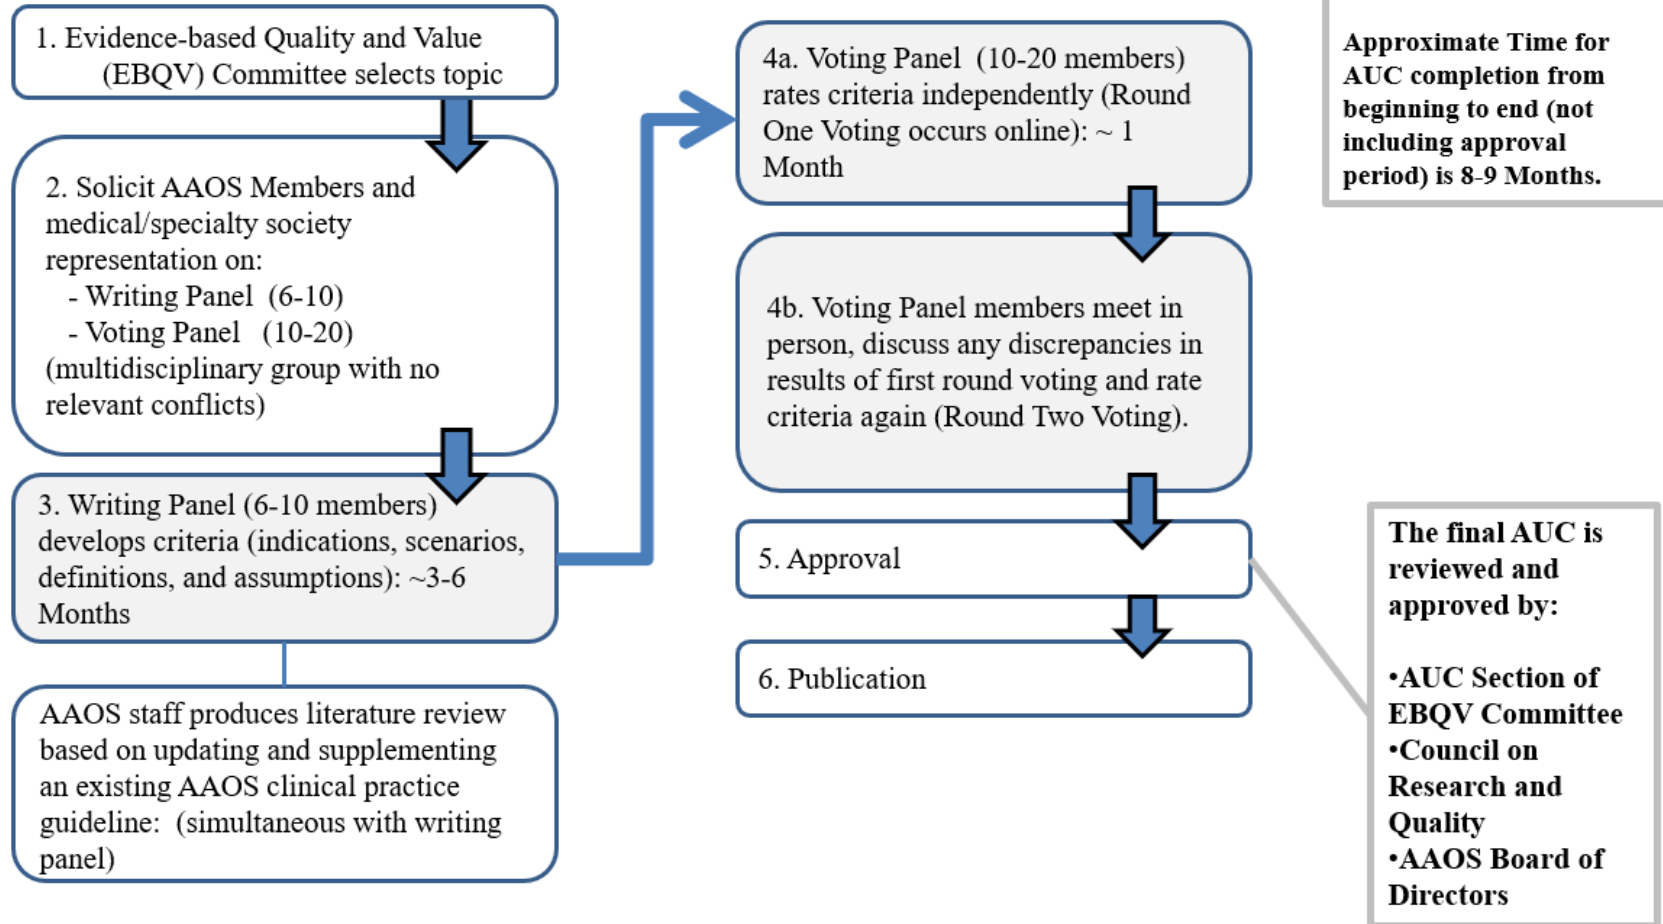 1. Evidence-based Quality and Value
(EBQV) Committee selects topic
2. Solicit AAOS Members and
medical/specialty society
representation on:
- Writing Panel  (6-10)
- Voting Panel   (10-20)
(multidisciplinary group with no
relevant conflicts)
3. Writing Panel (6-10 members)
develops criteria (indications, scenarios,
definitions, and assumptions): ~3-6
Months
AAOS staff produces literature review
based on updating and supplementing
an existing AAOS clinical practice
guideline:  (simultaneous with writing
panel)
4a. Voting Panel  (10-20 members)
rates criteria independently (Round
One Voting occurs online): ~ 1
Month
4b. Voting Panel members meet in
person, discuss any discrepancies in
results of first round voting and rate
criteria again (Round Two Voting).
5. Approval
6. Publication
Approximate Time for
AUC completion from
beginning to end (not
including approval
period) is 8-9 Months.
The final AUC is
reviewed and
approved by:
•AUC Section of
EBQV Committee
•Council on
Research and
Quality
•AAOS Board of
Directors